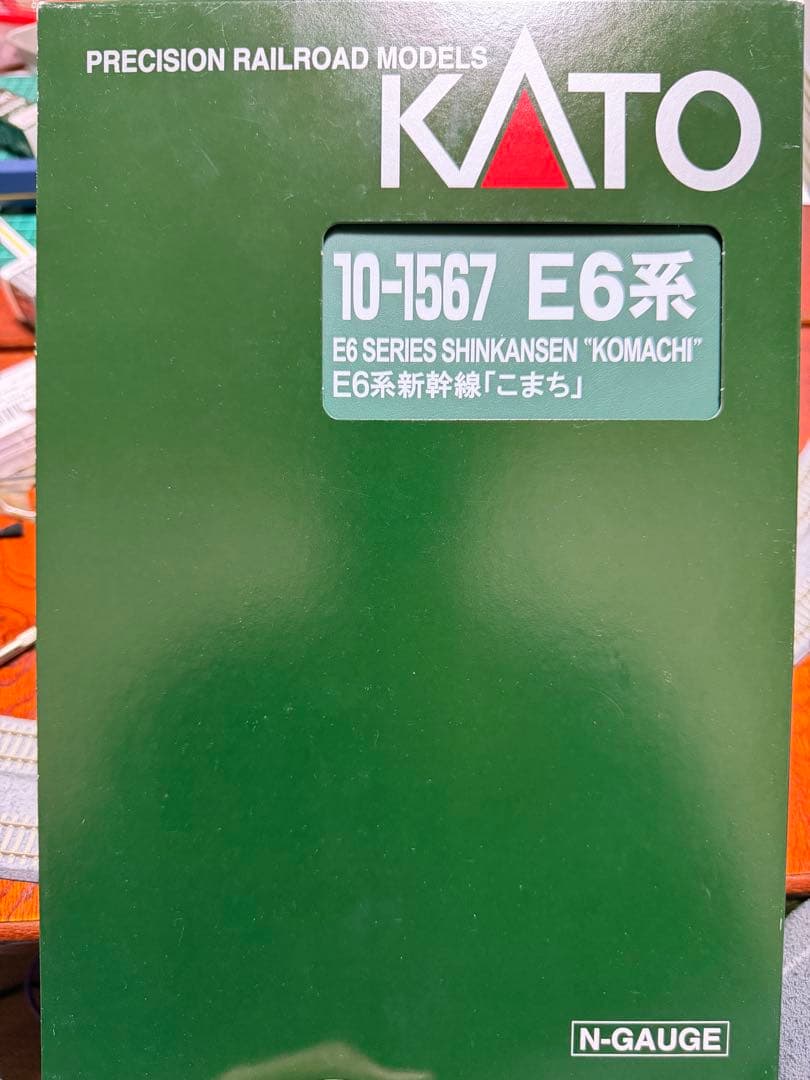 PRECISION RAILROAD MODELS
KATO
10-1567 E6系
E6 SERIES SHINKANSEN "KOMACHI"
E6系新幹線「こまち」
N-GAUGE